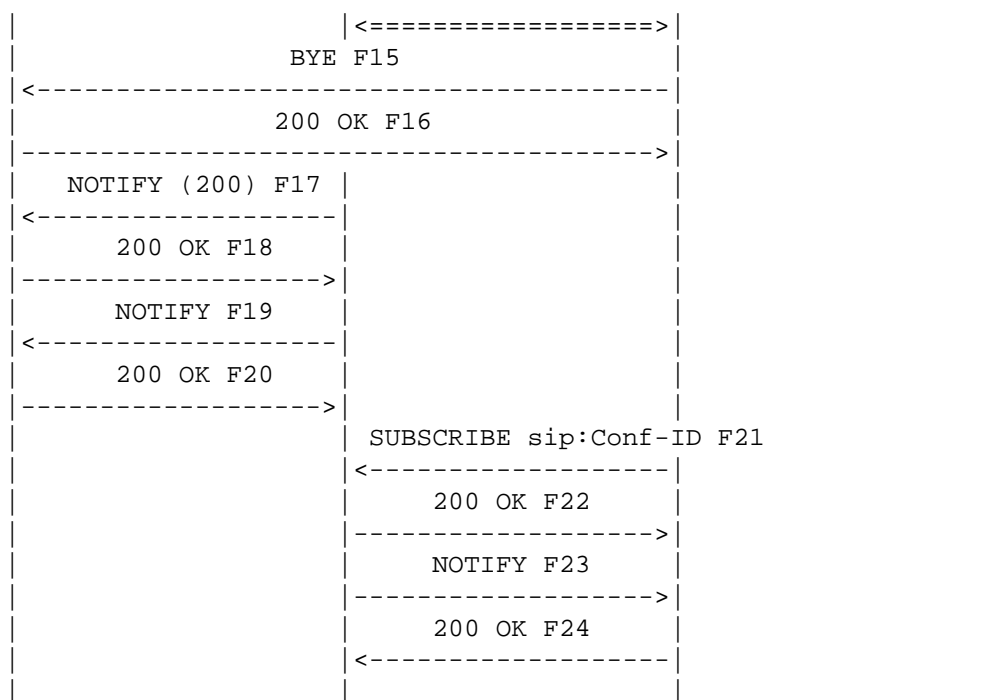 |                    |<===================>|
|                 BYE F15                  |
|<-----------------------------------------|
|                200 OK F16                |
|----------------------------------------->|
|   NOTIFY (200) F17 |                     |
|<-------------------|                     |
|      200 OK F18    |                     |
|------------------->|                     |
|      NOTIFY F19    |                     |
|<-------------------|                     |
|      200 OK F20    |                     |
|------------------->|                     |
|                    | SUBSCRIBE sip:Conf-ID F21
|                    |<--------------------|
|                    |     200 OK F22      |
|                    |-------------------->|
|                    |     NOTIFY F23      |
|                    |-------------------->|
|                    |     200 OK F24      |
|                    |<--------------------|
|                    |                     |